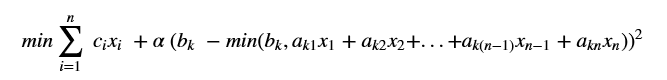 min ∑_{i=1}^{n} c_i x_i + α (b_k − min(b_k, a_{k1}x_1 + a_{k2}x_2+. . . +a_{k(n−1)}x_{n−1} + a_{kn}x_n))^2